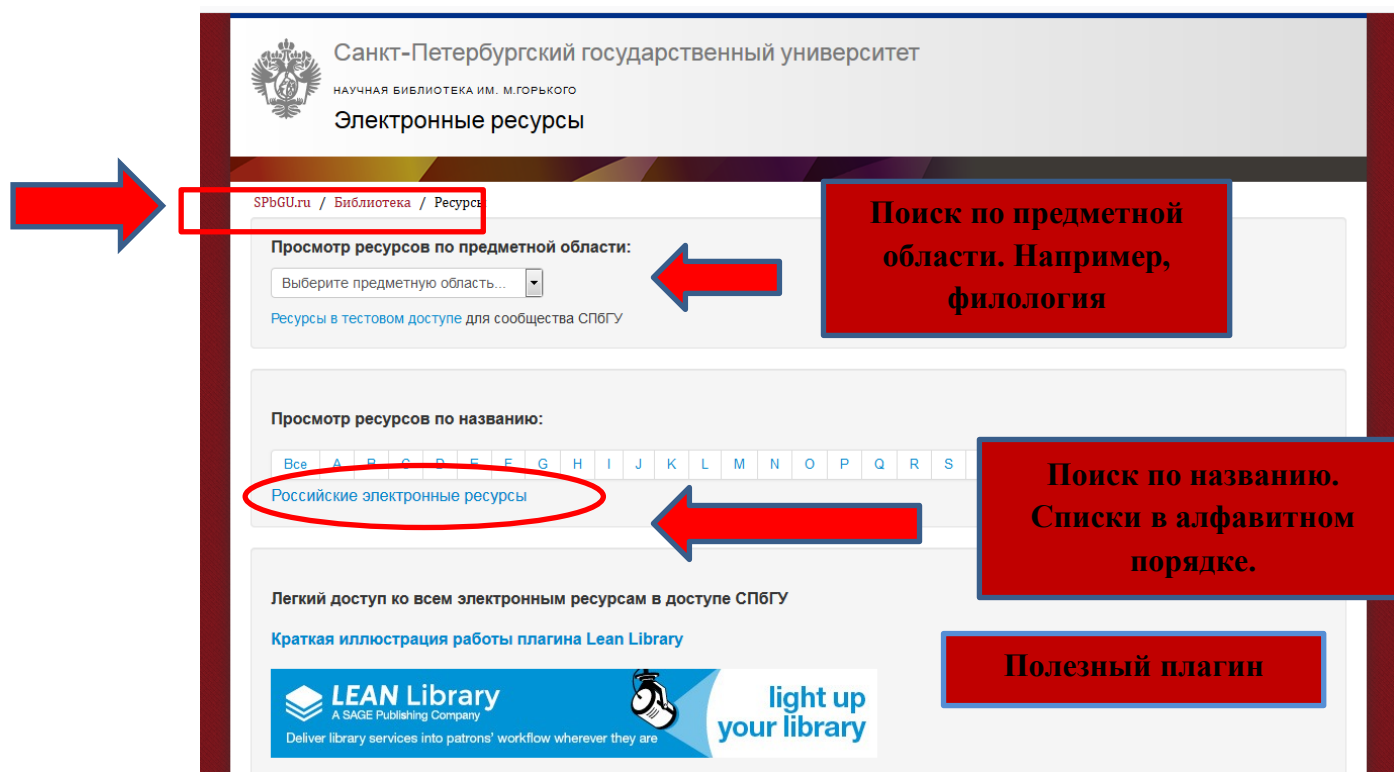 Санкт-Петербургский государственный университет
НАУЧНАЯ БИБЛИОТЕКА ИМ. М.ГОРЬКОГО
Электронные ресурсы
SPbGU.ru / Библиотека / Ресурсы
Просмотр ресурсов по предметной области:
Выберите предметную область...
Ресурсы в тестовом доступе для сообщества СПбГУ
Поиск по предметной
области. Например,
филология
Просмотр ресурсов по названию:
Все A B C D E F G H I J K L M N O P Q R S
Российские электронные ресурсы
Поиск по названию.
Списки в алфавитном
порядке.
Легкий доступ ко всем электронным ресурсам в доступе СПбГУ
Краткая иллюстрация работы плагина Lean Library
Полезный плагин
LEAN Library
A SAGE Publishing Company
Deliver library services into patrons' workflow wherever they are
light up
your library